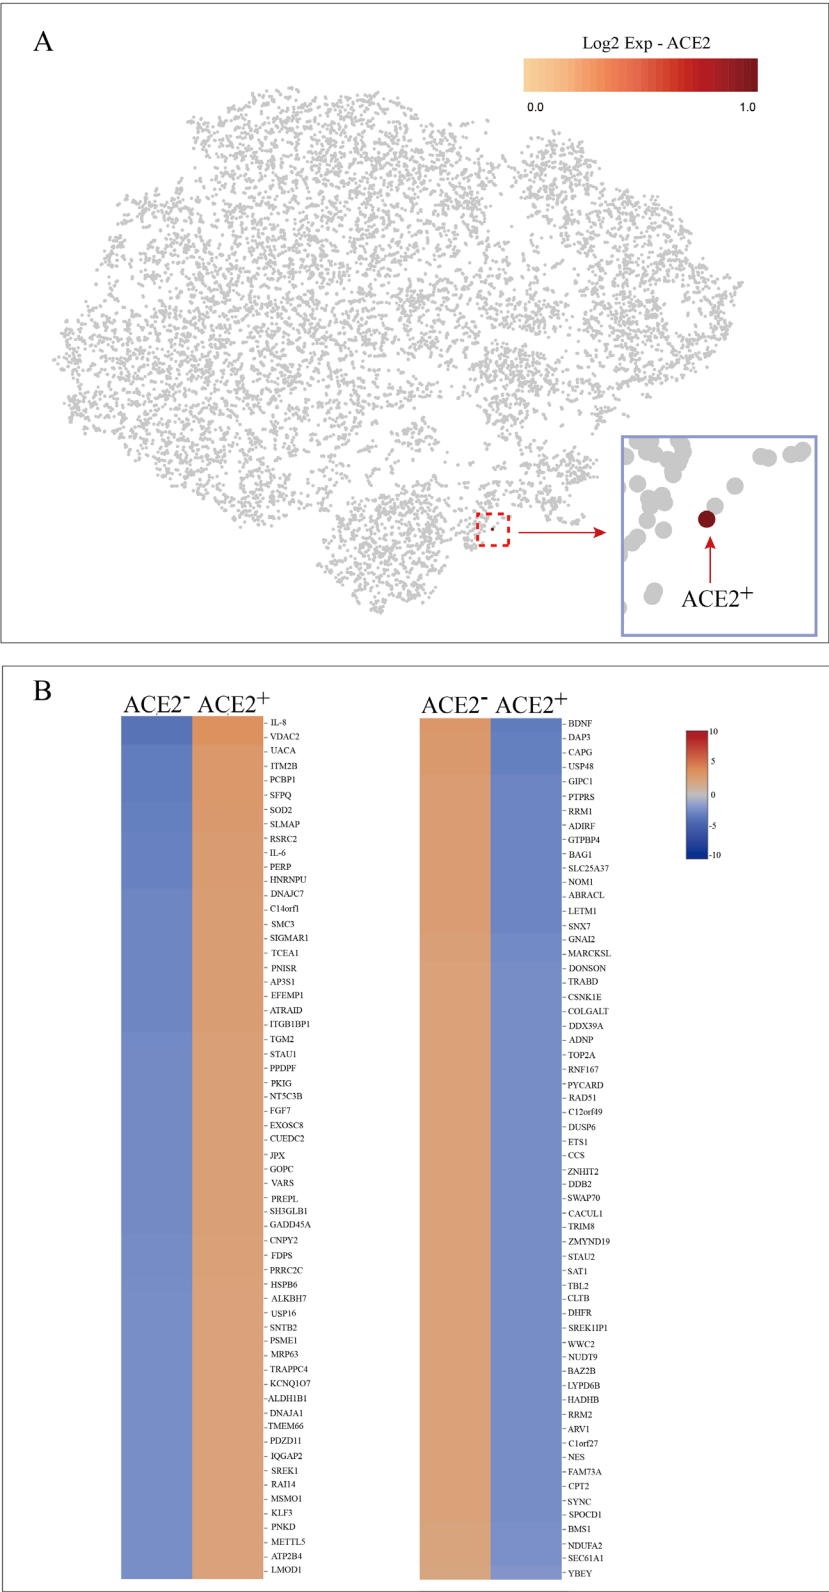 A
Log2 Exp - ACE2
0.0 1.0
ACE2+
B
ACE2- ACE2+
IL-8
VDAC2
UACA
ITM2B
PCBP1
SFPQ
SOD2
SLMAP
RSRC2
IL-6
PERP
HNRNPU
DNAJC7
C14orf1
SMC3
SIGMAR1
TCEA1
PNISR
AP3S1
EFEMP1
ATRAID
ITGB1BP1
TGM2
STAU1
PPDPF
PKIG
NT5C3B
FGF7
EXOSC8
CUEDC2
JPX
GOPC
VARS
PREPL
SH3GLB1
GADD45A
CNPY2
FDPS
PRRC2C
HSPB6
ALKBH7
USP16
SNTB2
PSME1
MRP63
TRAPPC4
KCNQ1O7
ALDH1B1
DNAJA1
TMEM66
PDZD11
IQGAP2
SREK1
RAI14
MSMO1
KLF3
PNKD
METTL5
ATP2B4
LMOD1
ACE2- ACE2+
BDNF
DAP3
CAPG
USP48
GIPC1
PTPRS
RRM1
ADIRF
GTPBP4
BAG1
SLC25A37
NOM1
ABRACL
LETM1
SNX7
GNAI2
MARCKSL
DONSON
TRABD
CSNK1E
COLGALT
DDX39A
ADNP
TOP2A
RNF167
PYCARD
RAD51
C12orf49
DUSP6
ETS1
CCS
ZNHIT2
DDB2
SWAP70
CACUL1
TRIM8
ZMYND19
STAU2
SAT1
TBL2
CLTB
DHFR
SREK1IP1
WWC2
NUDT9
BAZ2B
LYPD6B
HADHB
RRM2
ARV1
C1orf27
NES
FAM73A
CPT2
SYNC
SPOCD1
BMS1
NDUFA2
SEC61A1
YBEY
10
5
0
-5
-10